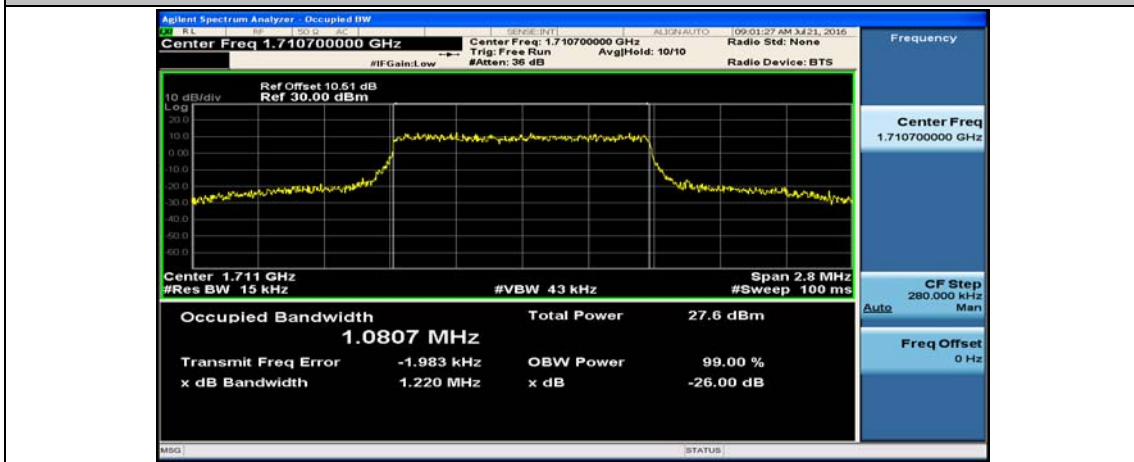 Agilent Spectrum Analyzer - Occupied BW
LXI RL RF 50 Ω AC SENSE:INT ALIGN AUTO 09:01:27 AM Jul 21, 2016
Center Freq 1.710700000 GHz
Center Freq: 1.710700000 GHz
Radio Std: None
Trig: Free Run Avg|Hold: 10/10
#IFGain:Low #Atten: 36 dB Radio Device: BTS
Ref Offset 10.51 dB
10 dB/div Ref 30.00 dBm
Log
20.0
10.0
0.00
-10.0
-20.0
-30.0
-40.0
-50.0
-60.0
Center 1.711 GHz Span 2.8 MHz
#Res BW 15 kHz #VBW 43 kHz #Sweep 100 ms
Occupied Bandwidth Total Power 27.6 dBm
1.0807 MHz
Transmit Freq Error -1.983 kHz OBW Power 99.00 %
x dB Bandwidth 1.220 MHz x dB -26.00 dB
MSG STATUS
Frequency
Center Freq
1.710700000 GHz
CF Step
280.000 kHz
Auto Man
Freq Offset
0 Hz